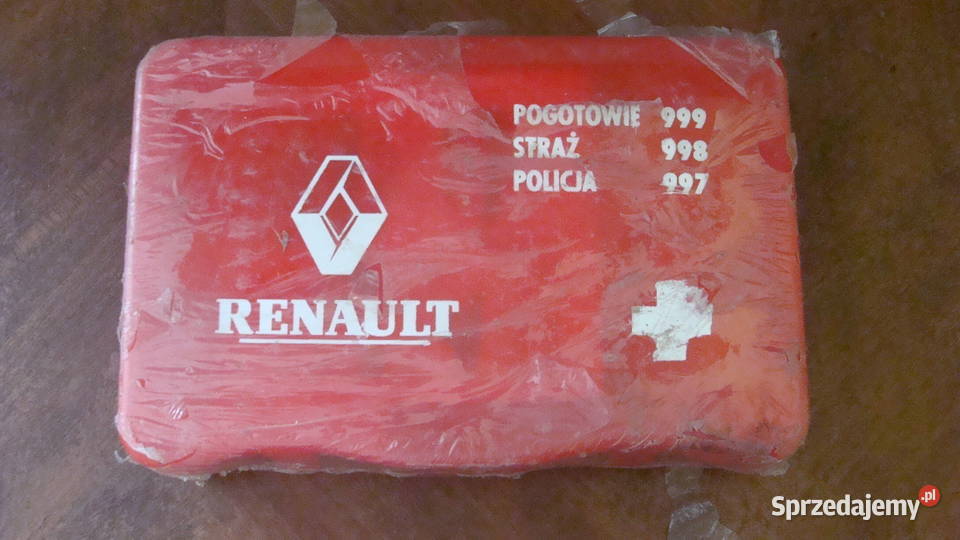 POGOTOWIE 999
STRAŻ 998
POLICJA 997
RENAULT
Sprzedajemy.pl